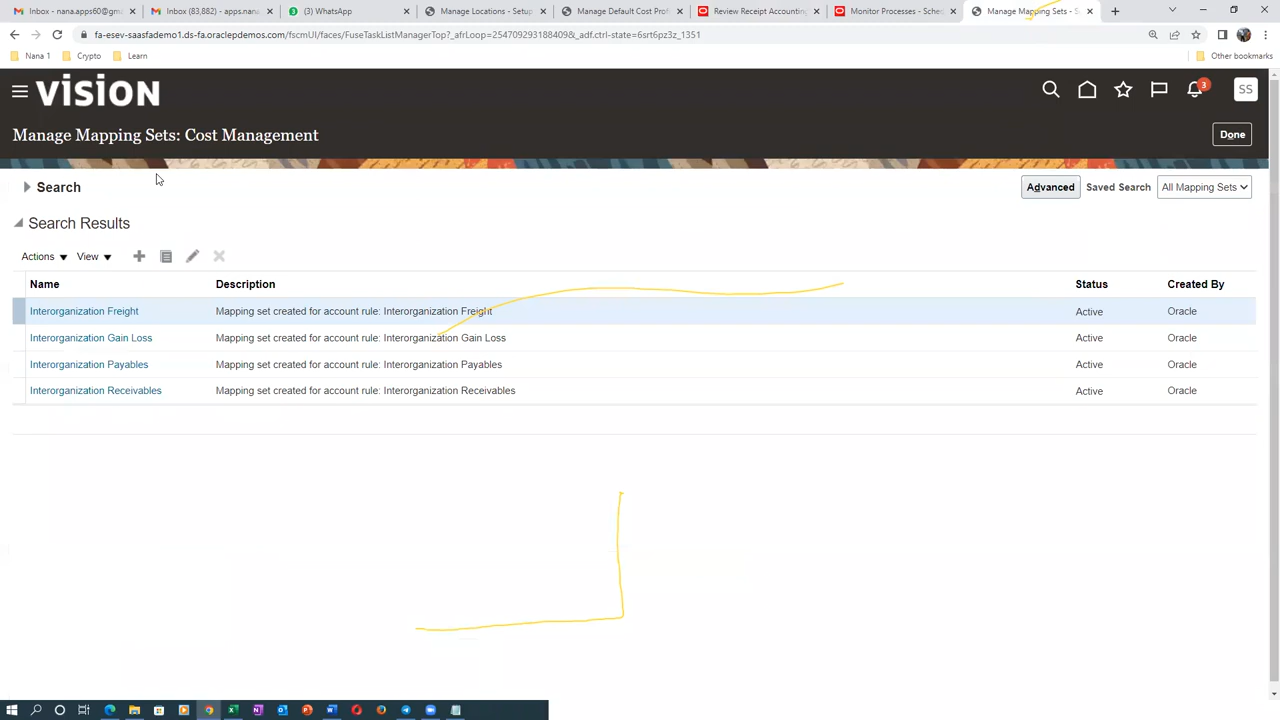 Inbox - nana.apps60@gm
Inbox (83,882) - apps.nana.
(3) WhatsApp
Manage Locations - Setup
Manage Default Cost Prof
Review Receipt Accounting
Monitor Processes - Sched
Manage Mapping Sets - S
fa-esev-saasfademo1.ds-fa.oraclepdemos.com/fscmUI/faces/FuseTaskListManagerTop?_afrLoop=2547092931888409&_adf.ctrl-state=6srt6pz3z_1351
Nana 1
Crypto
Learn
Other bookmarks
VISION
3
SS
Manage Mapping Sets: Cost Management
Done
Search
Advanced Saved Search All Mapping Sets
Search Results
Actions View
Name Description Status Created By
Interorganization Freight Mapping set created for account rule: Interorganization Freight Active Oracle
Interorganization Gain Loss Mapping set created for account rule: Interorganization Gain Loss Active Oracle
Interorganization Payables Mapping set created for account rule: Interorganization Payables Active Oracle
Interorganization Receivables Mapping set created for account rule: Interorganization Receivables Active Oracle